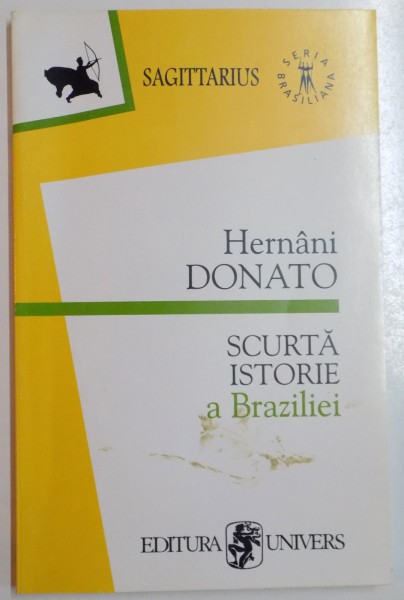 SAGITTARIUS
SERIA BRASILIANA
Hernâni
DONATO
SCURTĂ
ISTORIE
a Braziliei
EDITURA UNIVERS